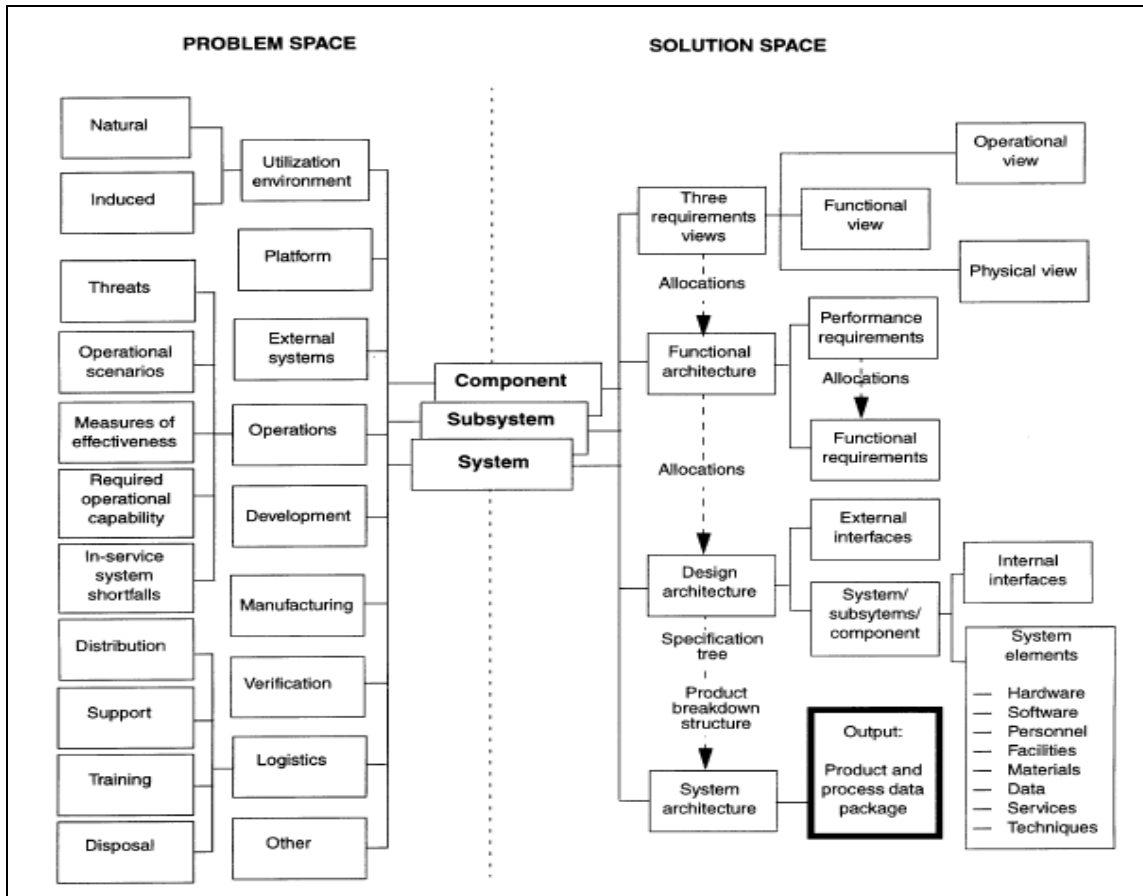 PROBLEM SPACE
SOLUTION SPACE
Natural
Induced
Utilization
environment
Platform
Threats
Operational
scenarios
Measures of
effectiveness
Required
operational
capability
In-service
system
shortfalls
External
systems
Operations
Development
Manufacturing
Distribution
Support
Training
Disposal
Verification
Logistics
Other
Component
Subsystem
System
Three
requirements
views
Operational
view
Functional
view
Physical view
Allocations
Functional
architecture
Performance
requirements
Allocations
Functional
requirements
Allocations
Design
architecture
External
interfaces
System/
subsytems/
component
Internal
interfaces
System
elements
— Hardware
— Software
— Personnel
— Facilities
— Materials
— Data
— Services
— Techniques
Specification
tree
Product
breakdown
structure
System
architecture
Output:
Product and
process data
package